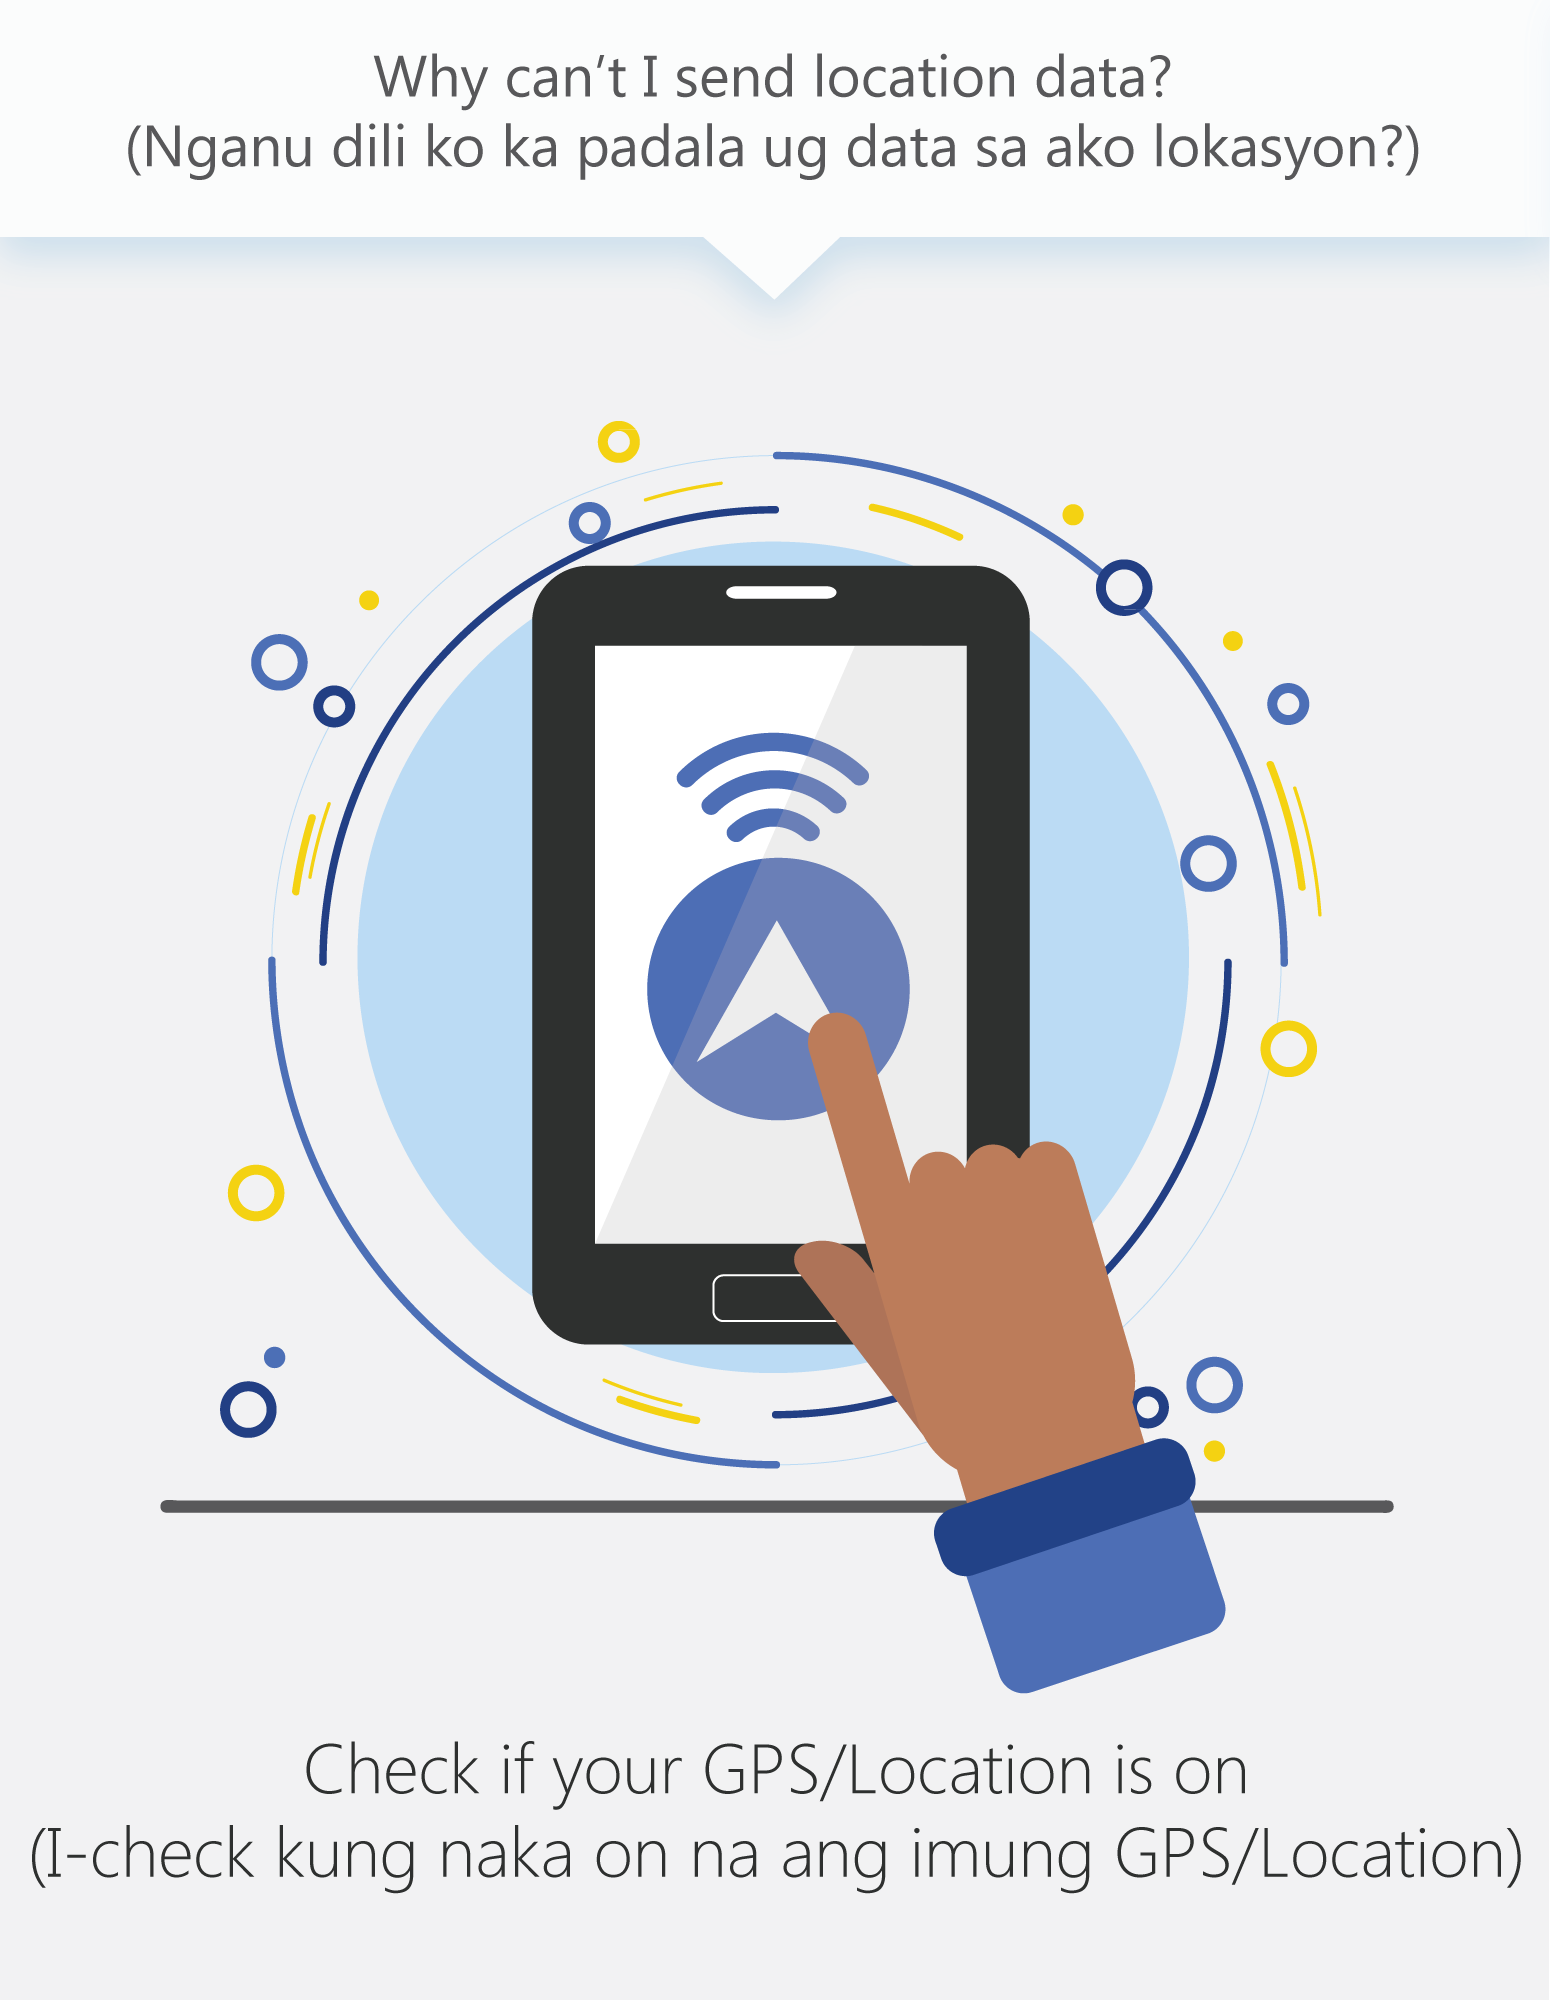 Why can‘t I send location data?
(Nganu dili ko ka padala ug data sa ako lokasyon?)
Check if your GPS/Location is on
(I-check kung naka on na ang imung GPS/Location)